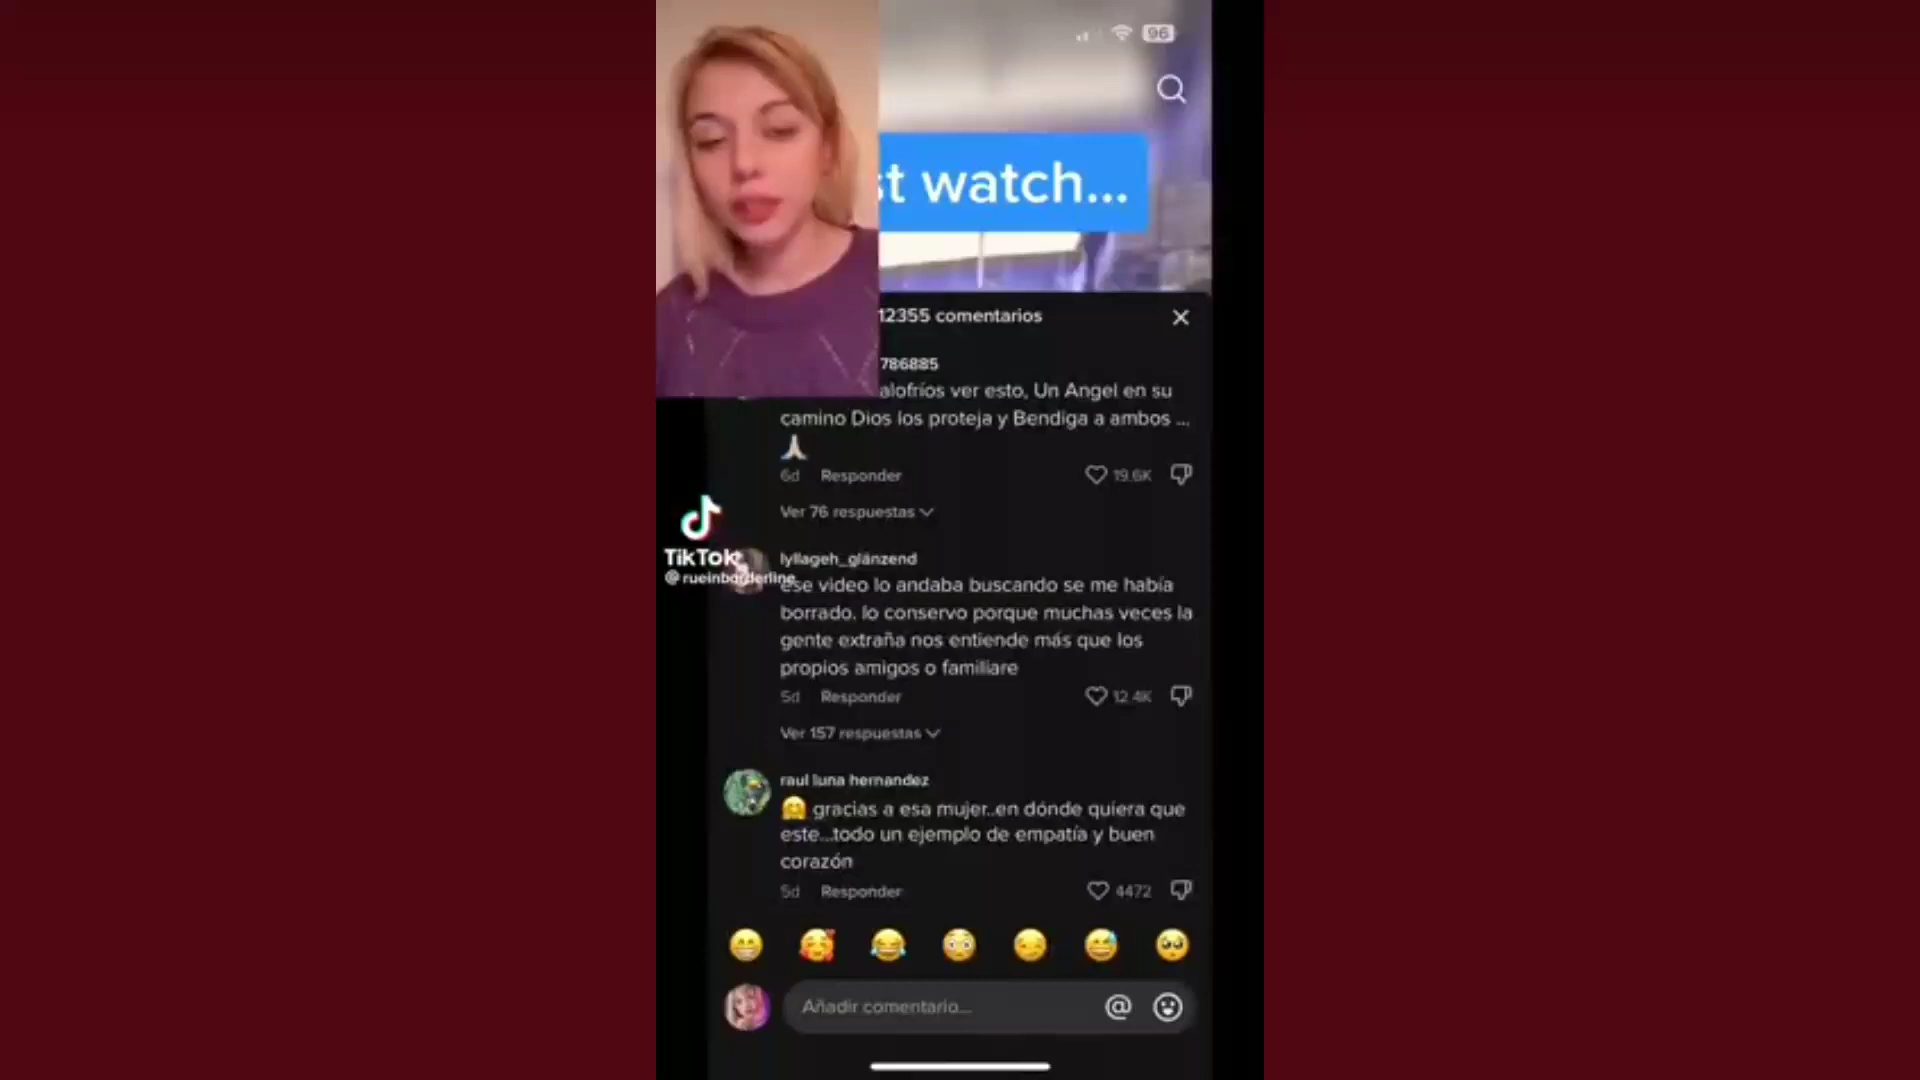 96
st watch...
12355 comentarios
786885
alofríos ver esto, Un Angel en su
camino Dios los proteja y Bendiga a ambos ...
6d Responder 19.6K
Ver 76 respuestas
TikTok
@rueinborderline
lyllageh_glänzend
ese video lo andaba buscando se me había
borrado. lo conservo porque muchas veces la
gente extraña nos entiende más que los
propios amigos o familiare
5d Responder 12.4K
Ver 157 respuestas
raul luna hernandez
🤗 gracias a esa mujer..en dónde quiera que
este...todo un ejemplo de empatía y buen
corazón
5d Responder 4472
Añadir comentario...